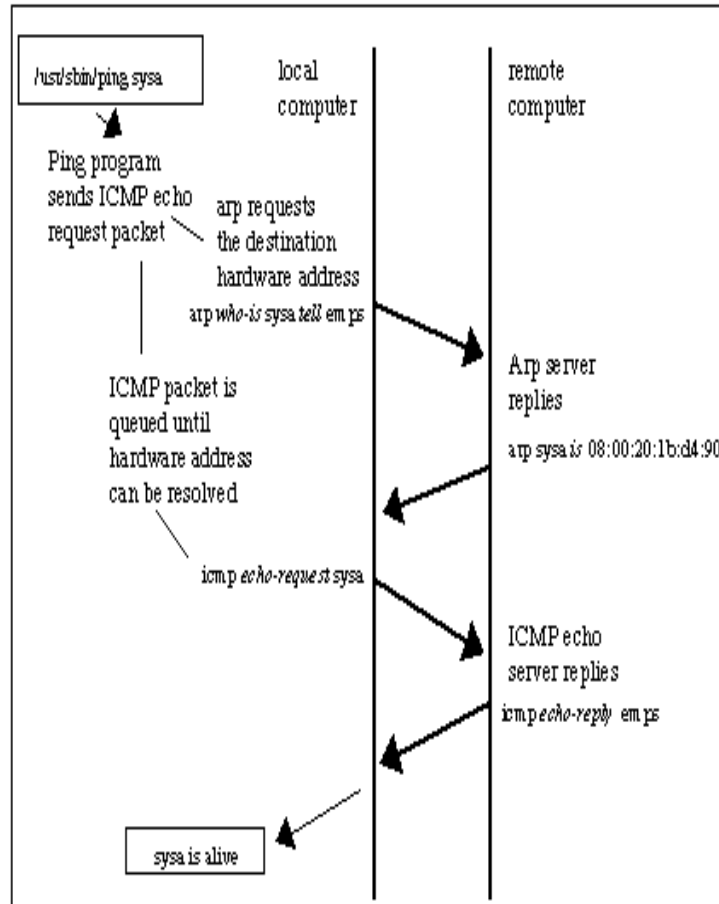 /usr/sbin/ping sysa
local
computer
remote
computer
Ping program
sends ICMP echo
request packet
arp requests
the destination
hardware address
arp who-is sysa tell emps
Arp server
replies
arp sysa is 08:00:20:1b:d4:90
ICMP packet is
queued until
hardware address
can be resolved
icmp echo-request sysa
ICMP echo
server replies
icmp echo-reply emps
sysa is alive